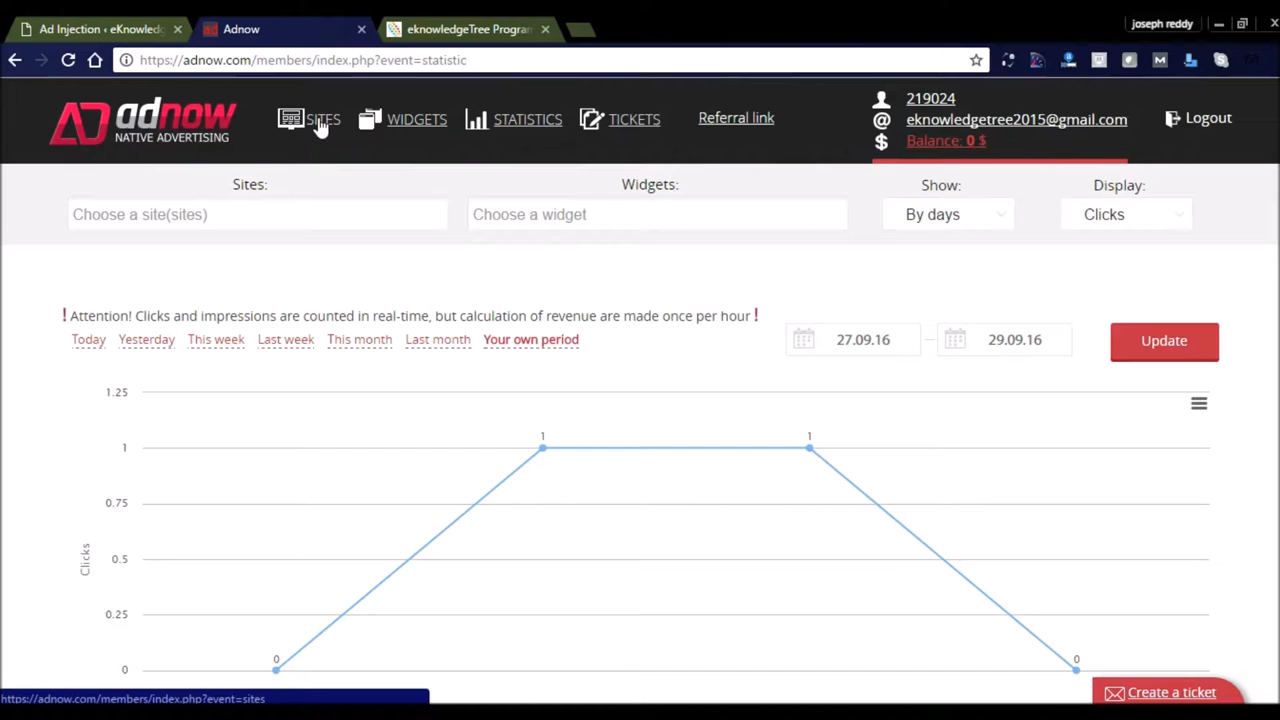 Ad Injection ‹ eKnowled
Adnow
eknowledgeTree Program
joseph reddy
https://adnow.com/members/index.php?event=statistic
adnow
NATIVE ADVERTISING
SITES
WIDGETS
STATISTICS
TICKETS
Referral link
219024
eknowledgetree2015@gmail.com
Balance: 0 $
Logout
Sites:
Widgets:
Show:
Display:
Choose a site(sites)
Choose a widget
By days
Clicks
! Attention! Clicks and impressions are counted in real-time, but calculation of revenue are made once per hour !
Today
Yesterday
This week
Last week
This month
Last month
Your own period
27.09.16
29.09.16
Update
1.25
1
0.75
0.5
0.25
0
Clicks
0
1
1
0
https://adnow.com/members/index.php?event=sites
Create a ticket